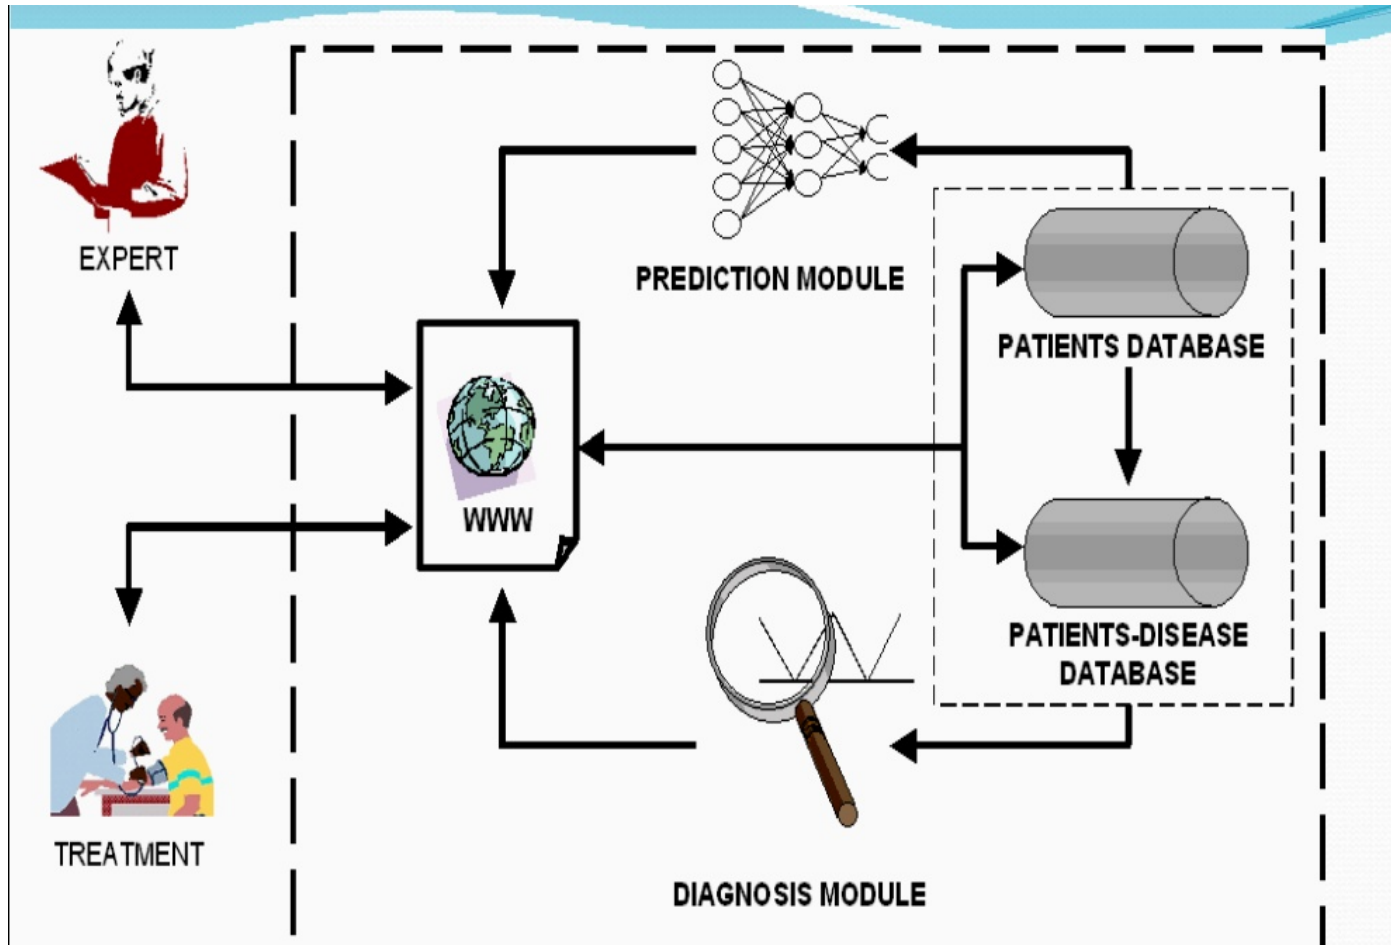 EXPERT
PREDICTION MODULE
PATIENTS DATABASE
WWW
PATIENTS-DISEASE
DATABASE
TREATMENT
DIAGNOSIS MODULE